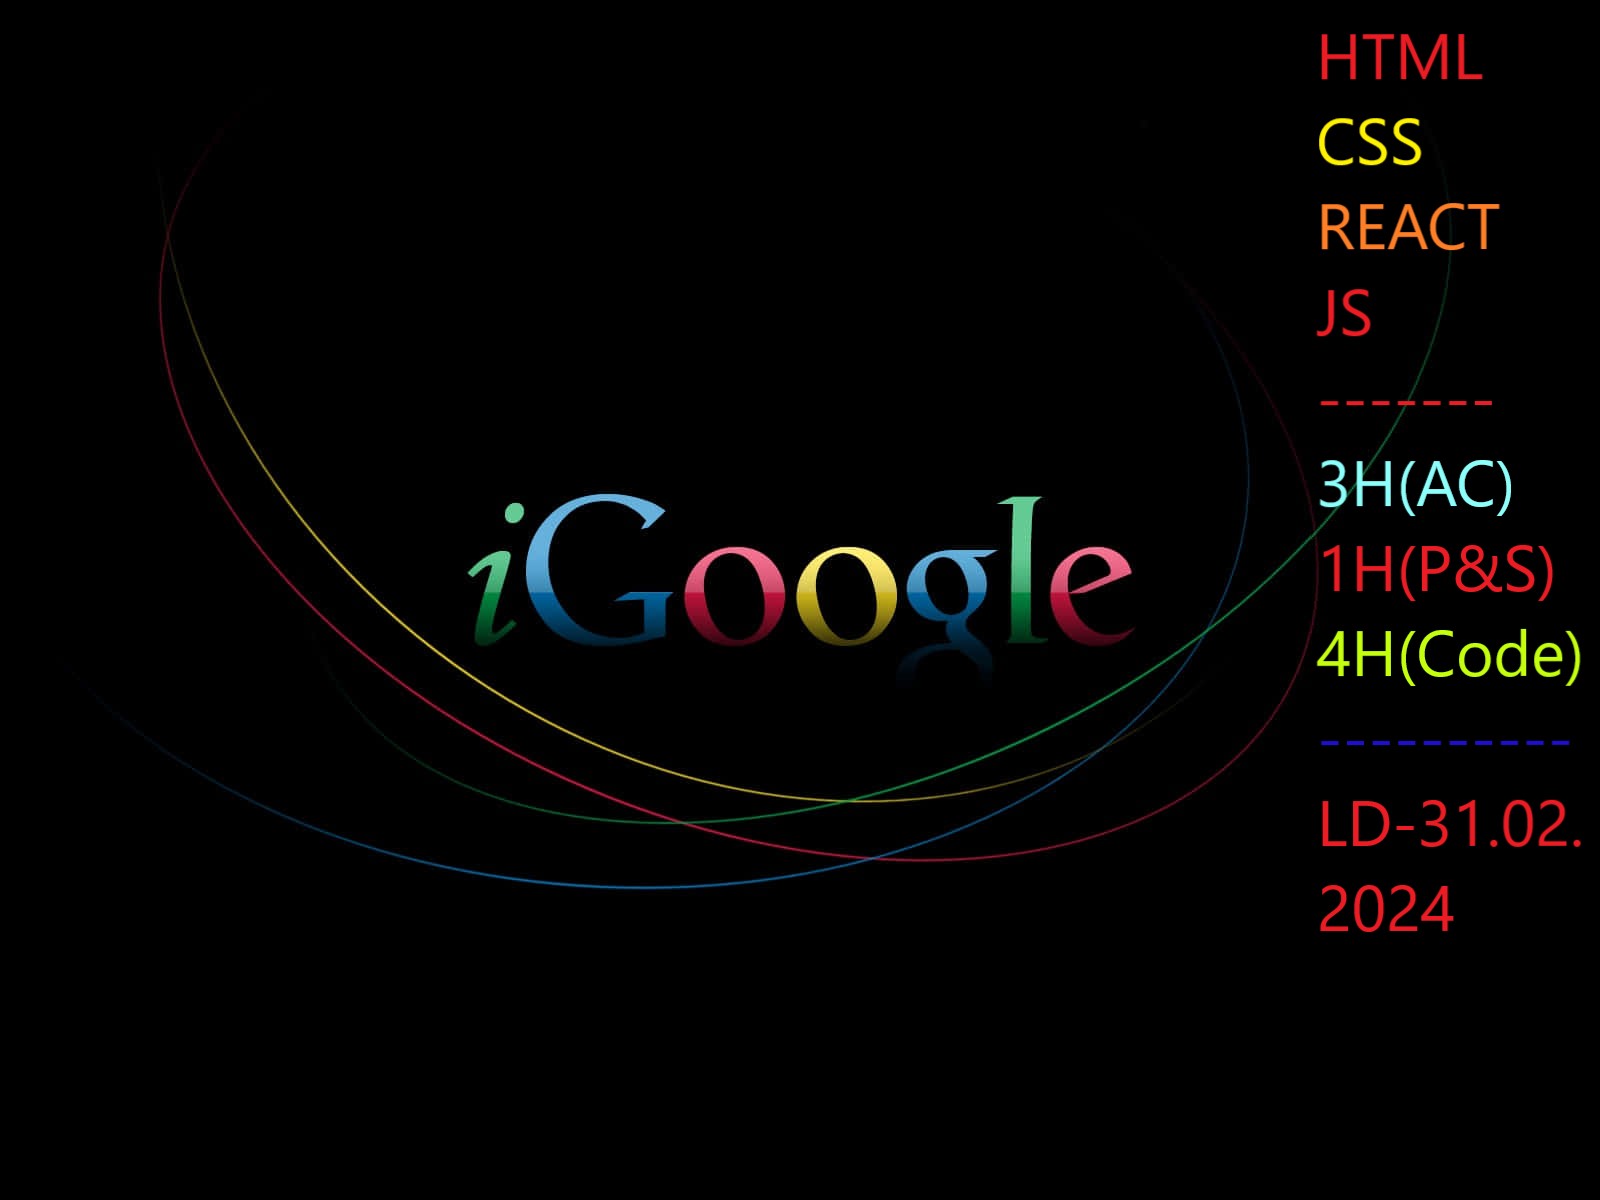 HTML
CSS
REACT
JS
-------
3H(AC)
1H(P&S)
4H(Code)
----------
LD-31.02.
2024
iGoogle